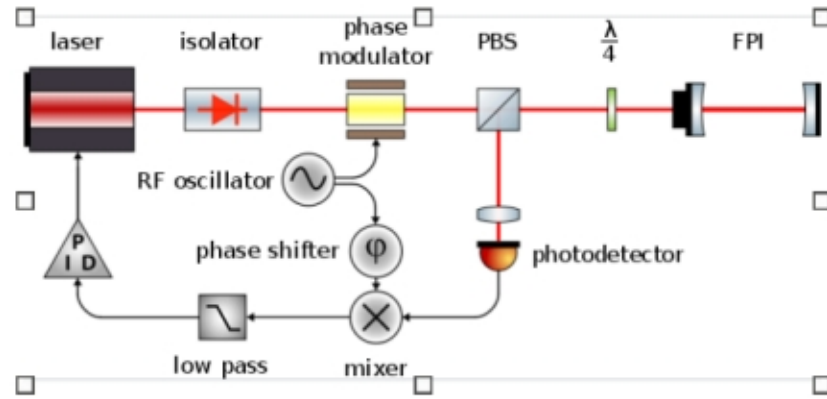 laser
isolator
phase
modulator
PBS
λ
4
FPI
RF oscillator
phase shifter
φ
photodetector
P
I D
low pass
mixer